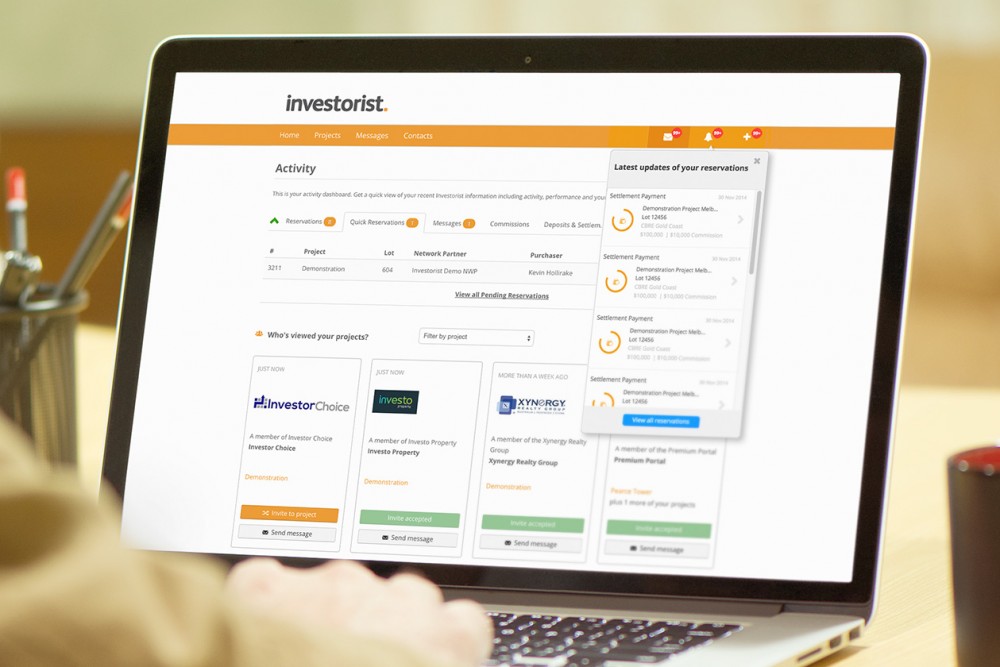 investorist.
Home Projects Messages Contacts
99+ 99+ 99+
Activity
This is your activity dashboard. Get a quick view of your recent Investorist information including activity, performance and your
Reservations Quick Reservations 1 Messages Commissions Deposits & Settlem..
# Project Lot Network Partner Purchaser
3211 Demonstration 604 Investorist Demo NWP Kevin Hollrake
View all Pending Reservations
Who's viewed your projects?
Filter by project
JUST NOW
InvestorChoice
A member of Investor Choice
Investor Choice
Demonstration
Invite to project
Send message
JUST NOW
investo
property
A member of Investo Property
Investo Property
Demonstration
Invite accepted
Send message
MORE THAN A WEEK AGO
XYNERGY
REALTY GROUP
A member of the Xynergy Realty
Group
Xynergy Realty Group
Demonstration
Invite accepted
Send message
A member of the Premium Portal
Premium Portal
Pearce Tower
plus 1 more of your projects
Invite accepted
Send message
Latest updates of your reservations
Settlement Payment 30 Nov 2014
Demonstration Project Melb...
Lot 12456
CBRE Gold Coast
$100,000 | $10,000 Commission
Settlement Payment 30 Nov 2014
Demonstration Project Melb...
Lot 12456
CBRE Gold Coast
$100,000 | $10,000 Commission
Settlement Payment 30 Nov 2014
Demonstration Project Melb...
Lot 12456
CBRE Gold Coast
$100,000 | $10,000 Commission
Settlement Payment 30 Nov 2014
Demonstration Project Melb...
Lot 12456
View all reservations